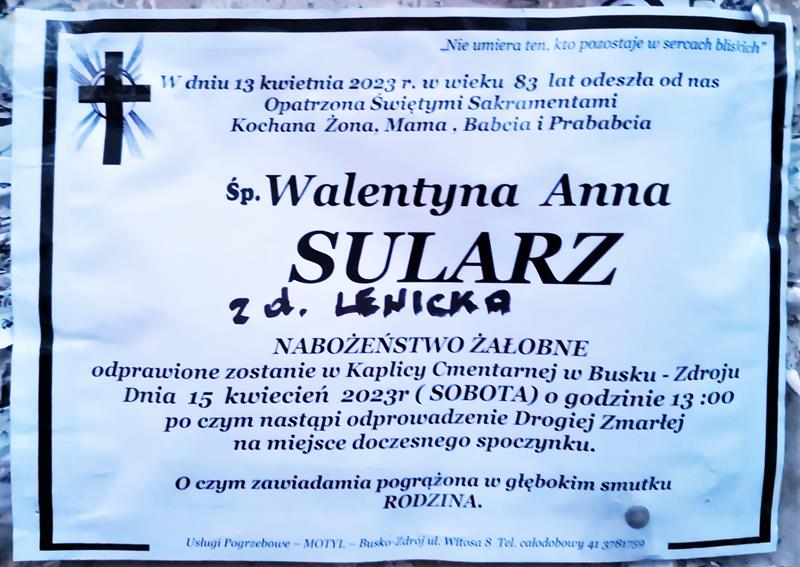 „Nie umiera ten, kto pozostaje w sercach bliskich”
W dniu 13 kwietnia 2023 r. w wieku 83 lat odeszła od nas
Opatrzona Świętymi Sakramentami
Kochana Żona, Mama , Babcia i Prababcia
Śp. Walentyna Anna
SULARZ
z d. LENICKA
NABOŻEŃSTWO ŻAŁOBNE
odprawione zostanie w Kaplicy Cmentarnej w Busku - Zdroju
Dnia 15 kwiecień 2023r ( SOBOTA) o godzinie 13 :00
po czym nastąpi odprowadzenie Drogiej Zmarłej
na miejsce doczesnego spoczynku.
O czym zawiadamia pogrążona w głębokim smutku
RODZINA.
Usługi Pogrzebowe – MOTYL – Busko-Zdrój ul. Witosa 8 Tel. całodobowy 41 3781759